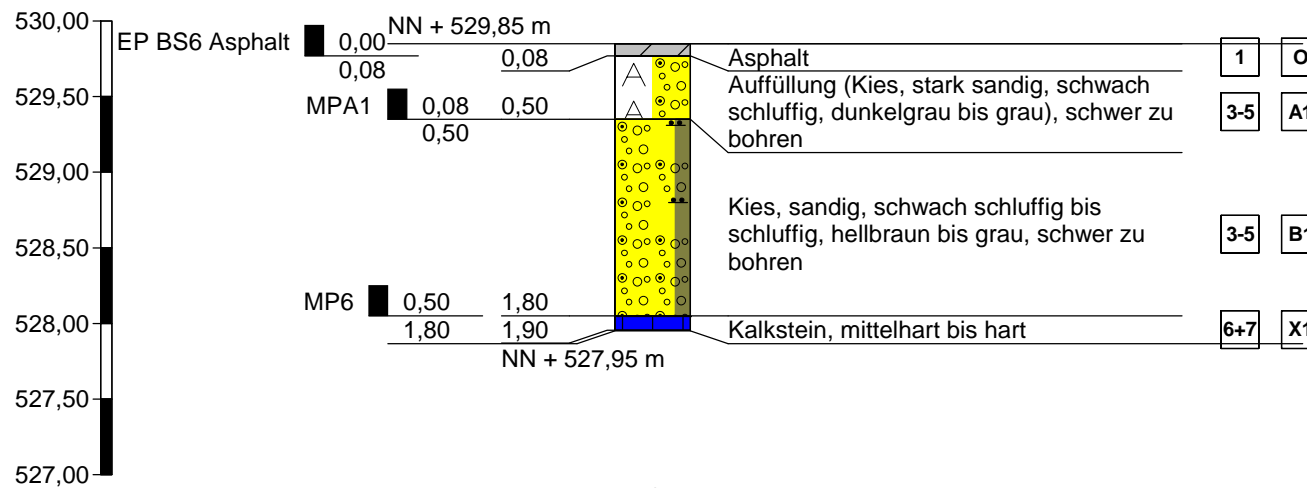 530,00
NN + 529,85 m
EP BS6 Asphalt 0,00
0,08
0,08 Asphalt 1 O
529,50
MPA1 0,08 0,50
0,50
Auffüllung (Kies, stark sandig, schwach
schluffig, dunkelgrau bis grau), schwer zu
bohren
3-5 A1
529,00
528,50
Kies, sandig, schwach schluffig bis
schluffig, hellbraun bis grau, schwer zu
bohren
3-5 B1
MP6 0,50 1,80
528,00
1,80 1,90 Kalkstein, mittelhart bis hart 6+7 X1
NN + 527,95 m
527,50
527,00